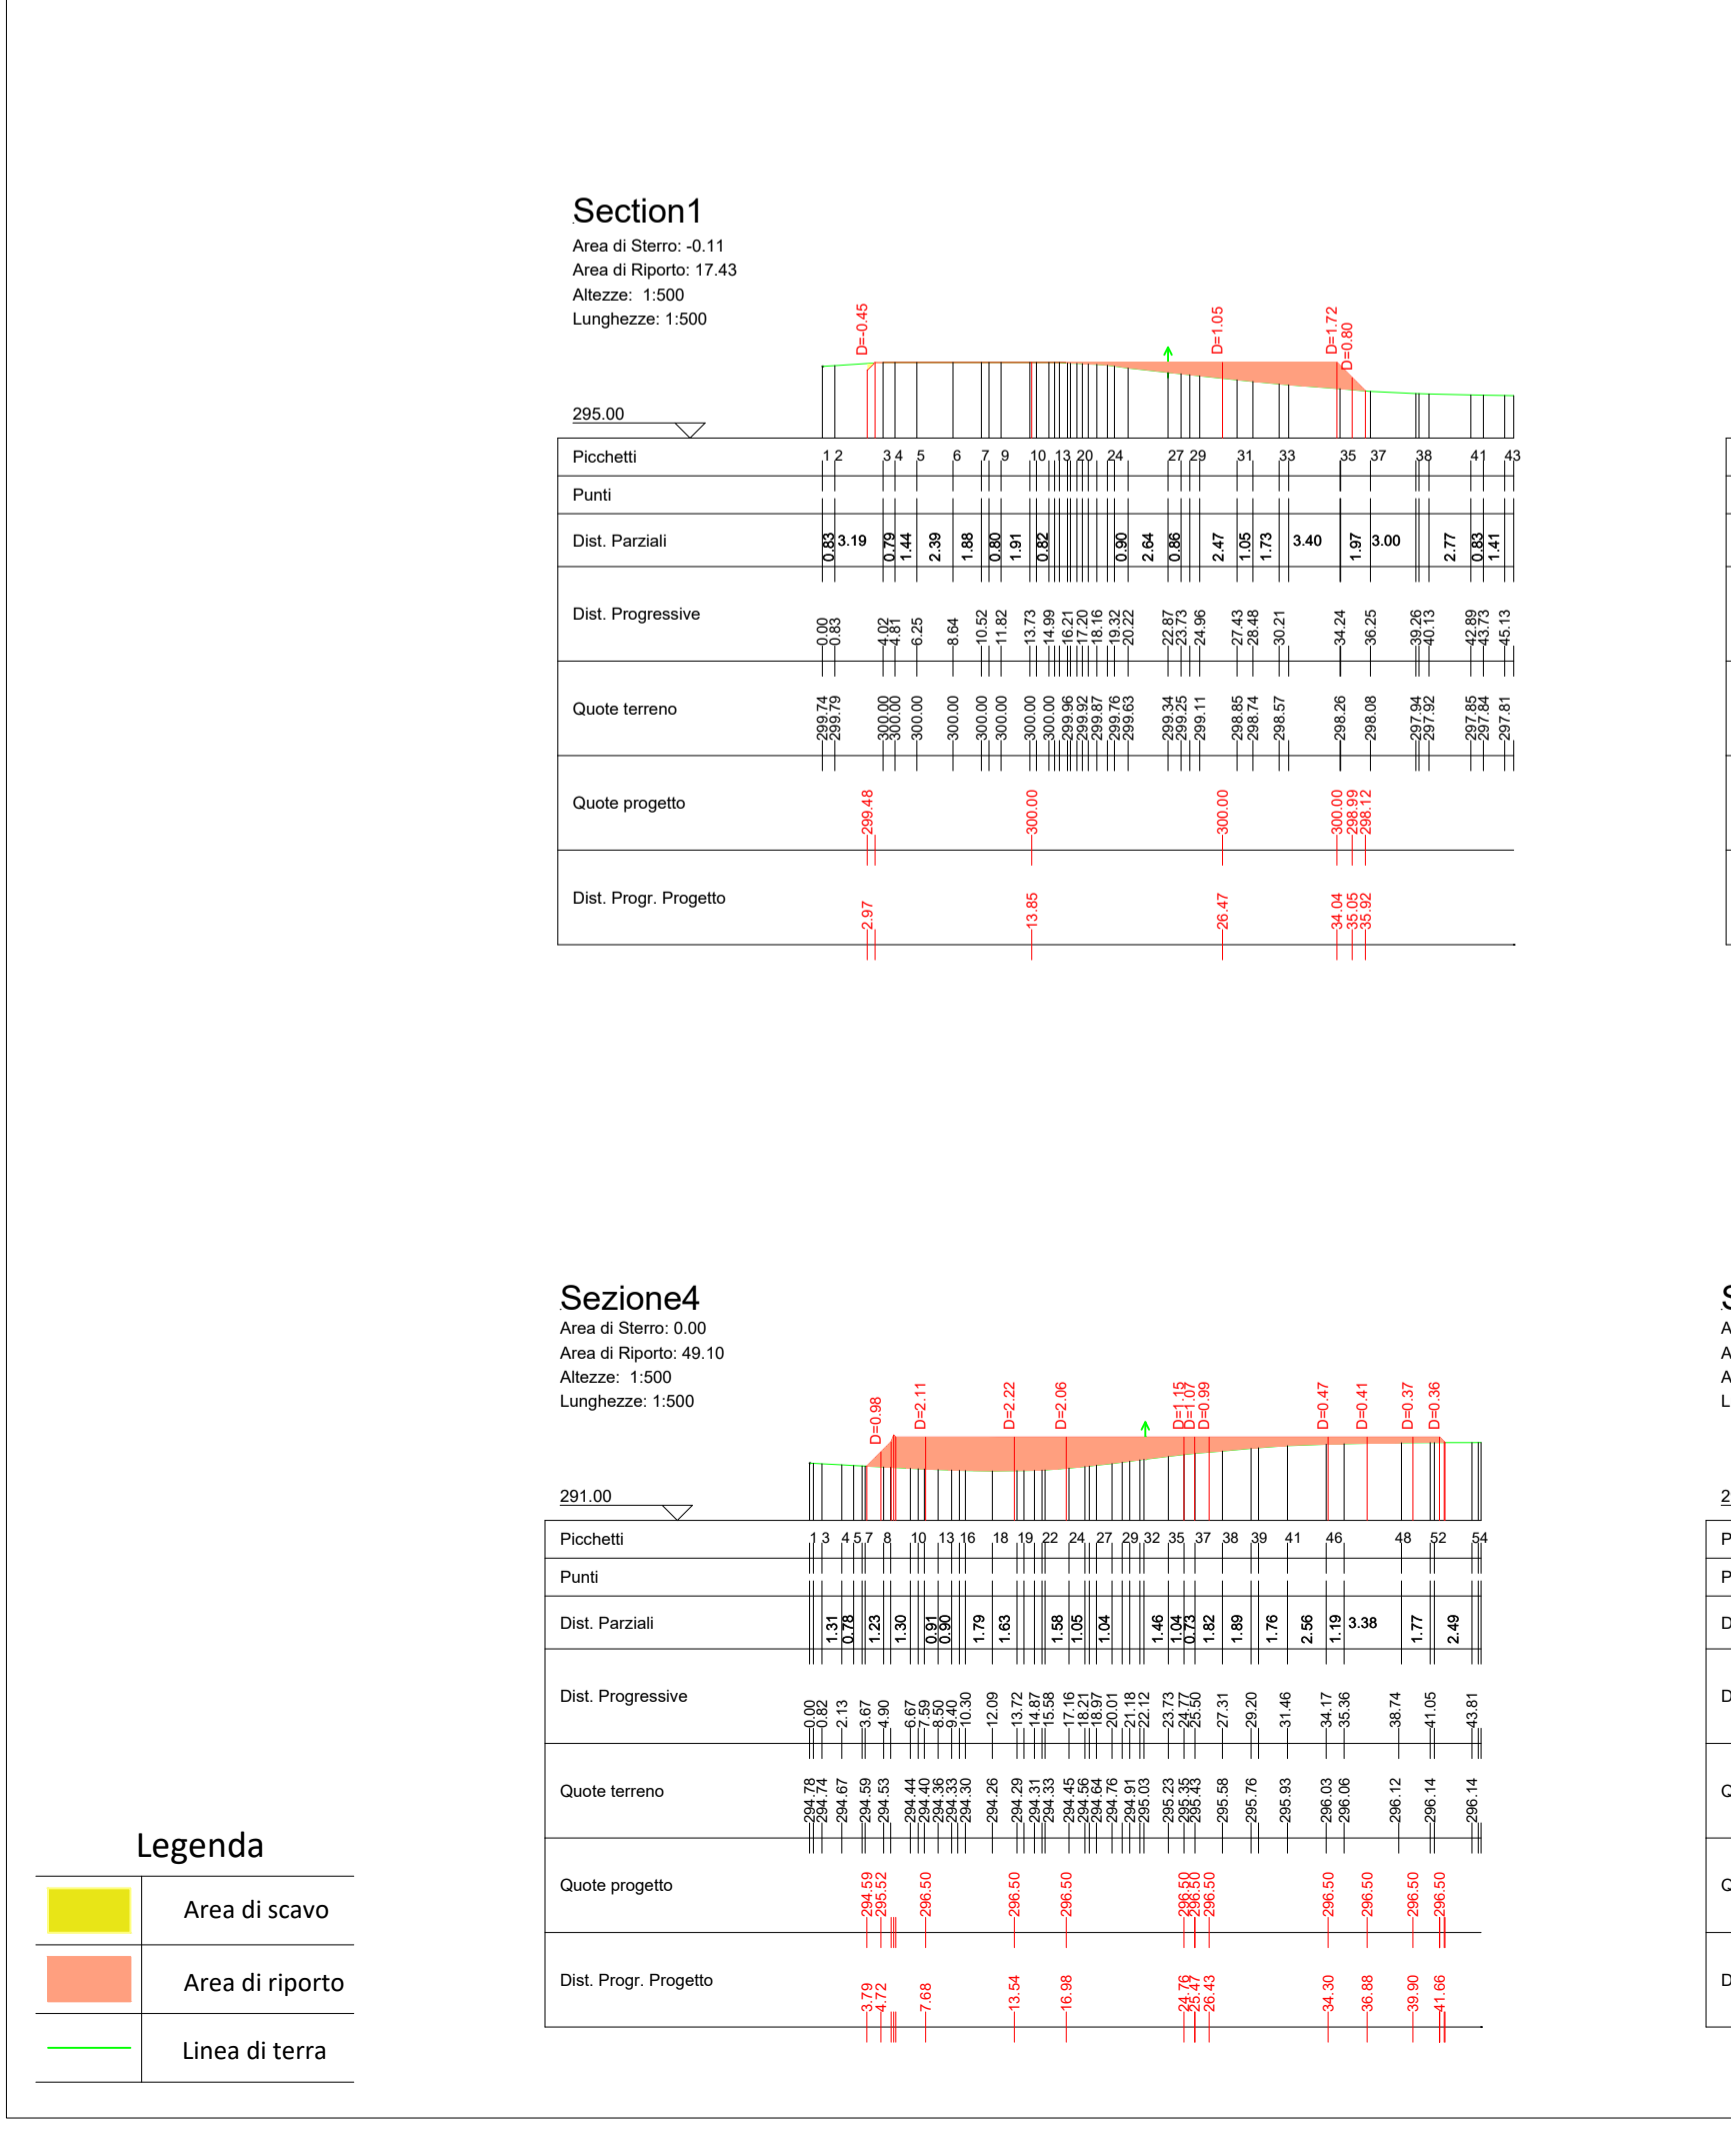 Section1
Area di Sterro: -0.11
Area di Riporto: 17.43
Altezze: 1:500
Lunghezze: 1:500
D=-0.45 D=1.05 D=1.72 D=0.80
295.00
Picchetti 1 2 3 4 5 6 7 9 10 13 20 24 27 29 31 33 35 37 38 41 43
Punti
Dist. Parziali 0.83 3.19 0.79 1.44 2.39 1.88 0.80 1.91 0.82 0.90 2.64 0.86 2.47 1.05 1.73 3.40 1.97 3.00 2.77 0.83 1.41
Dist. Progressive 0.00 0.83 4.02 4.81 6.25 8.64 10.52 11.82 13.73 14.99 16.21 17.20 18.16 19.32 20.22 22.87 23.73 24.96 27.43 28.48 30.21 34.24 36.25 39.26 40.13 42.89 43.73 45.13
Quote terreno 299.74 299.79 300.00 300.00 300.00 300.00 300.00 300.00 300.00 300.00 299.96 299.92 299.87 299.76 299.63 299.34 299.25 299.11 298.85 298.74 298.57 298.26 298.08 297.94 297.92 297.85 297.84 297.81
Quote progetto 299.48 300.00 300.00 300.00 298.99 298.12
Dist. Progr. Progetto 2.97 13.85 26.47 34.04 35.05 35.92
Sezione4
Area di Sterro: 0.00
Area di Riporto: 49.10
Altezze: 1:500
Lunghezze: 1:500
D=0.98 D=2.11 D=2.22 D=2.06 D=1.15 D=1.07 D=0.99 D=0.47 D=0.41 D=0.37 D=0.36
291.00
Picchetti 1 3 4 5 7 8 10 13 16 18 19 22 24 27 29 32 35 37 38 39 41 46 48 52 54
Punti
Dist. Parziali 1.31 0.78 1.23 1.30 0.91 0.90 1.79 1.63 1.58 1.05 1.04 1.46 1.04 0.73 1.82 1.89 1.76 2.56 1.19 3.38 1.77 2.49
Dist. Progressive 0.00 0.82 2.13 3.67 4.90 6.67 7.59 8.50 9.40 10.30 12.09 13.72 14.87 15.58 17.16 18.21 18.97 20.01 21.18 22.12 23.73 24.77 25.50 27.31 29.20 31.46 34.17 35.36 38.74 41.05 43.81
Quote terreno 294.78 294.74 294.67 294.59 294.53 294.44 294.40 294.36 294.33 294.30 294.26 294.29 294.31 294.33 294.45 294.56 294.64 294.76 294.91 295.03 295.23 295.35 295.43 295.58 295.76 295.93 296.03 296.06 296.12 296.14 296.14
Quote progetto 294.59 295.52 296.50 296.50 296.50 296.50 296.50 296.50 296.50 296.50 296.50 296.50
Dist. Progr. Progetto 3.79 4.72 7.68 13.54 16.98 24.76 25.47 26.43 34.30 36.88 39.90 41.66
Legenda
Area di scavo
Area di riporto
Linea di terra